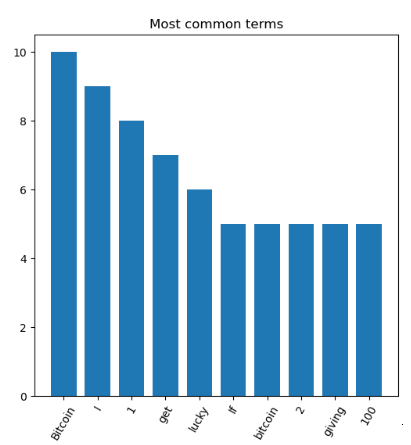 Most common terms
10
8
6
4
2
0
Bitcoin
I
1
get
lucky
If
bitcoin
2
giving
100